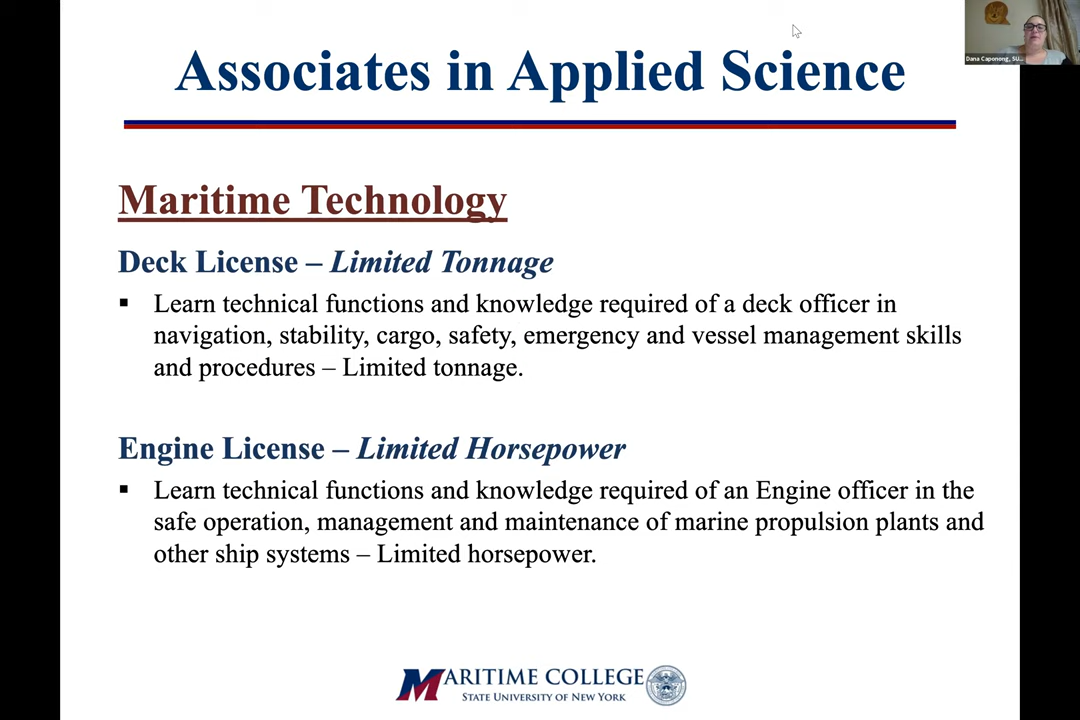 Associates in Applied Science
Dana Caponong, SU...
Maritime Technology
Deck License – Limited Tonnage
▪ Learn technical functions and knowledge required of a deck officer in
navigation, stability, cargo, safety, emergency and vessel management skills
and procedures – Limited tonnage.
Engine License – Limited Horsepower
▪ Learn technical functions and knowledge required of an Engine officer in the
safe operation, management and maintenance of marine propulsion plants and
other ship systems – Limited horsepower.
MARITIME COLLEGE
STATE UNIVERSITY OF NEW YORK